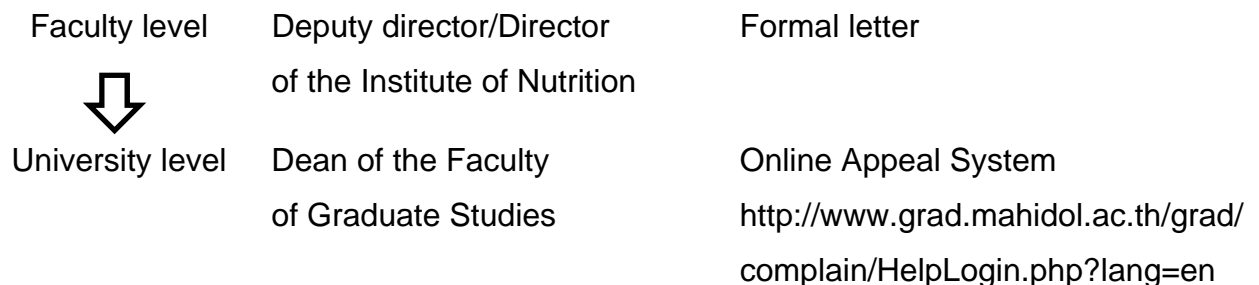 Faculty level Deputy director/Director Formal letter
of the Institute of Nutrition
University level Dean of the Faculty Online Appeal System
of Graduate Studies http://www.grad.mahidol.ac.th/grad/
complain/HelpLogin.php?lang=en